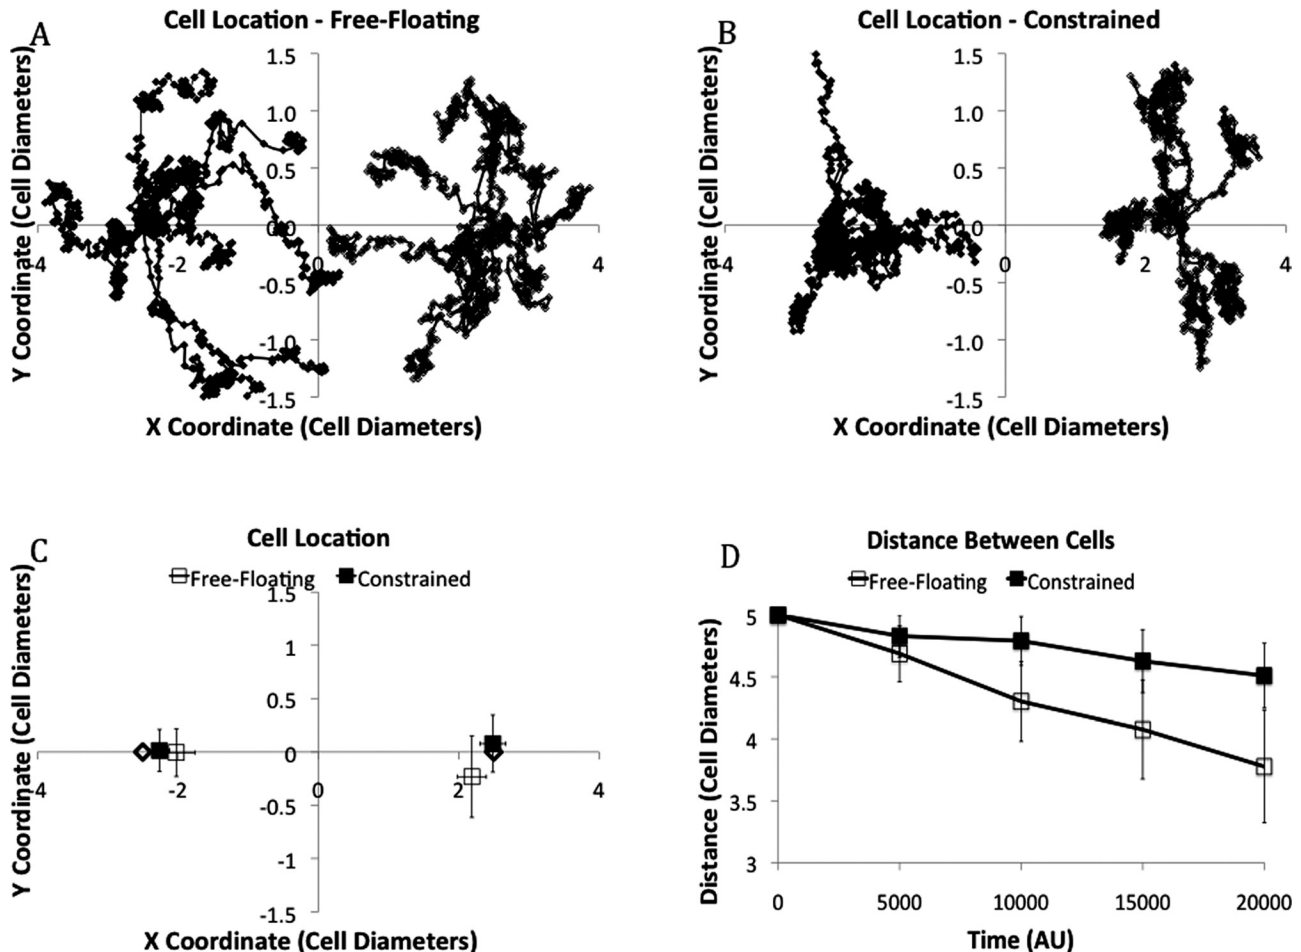 A
Cell Location - Free-Floating
Y Coordinate (Cell Diameters)
1.5
1.0
0.5
0.0
-0.5
-1.0
-1.5
-4
-2
0
4
X Coordinate (Cell Diameters)
B
Cell Location - Constrained
Y Coordinate (Cell Diameters)
1.5
1.0
0.5
0.0
-0.5
-1.0
-1.5
-4
0
2
4
X Coordinate (Cell Diameters)
C
Cell Location
Free-Floating
Constrained
Y Coordinate (Cell Diameters)
1.5
1
0.5
0
-0.5
-1
-1.5
-4
-2
0
2
4
X Coordinate (Cell Diameters)
D
Distance Between Cells
Free-Floating
Constrained
Distance (Cell Diameters)
5
4.5
4
3.5
3
0
5000
10000
15000
20000
Time (AU)